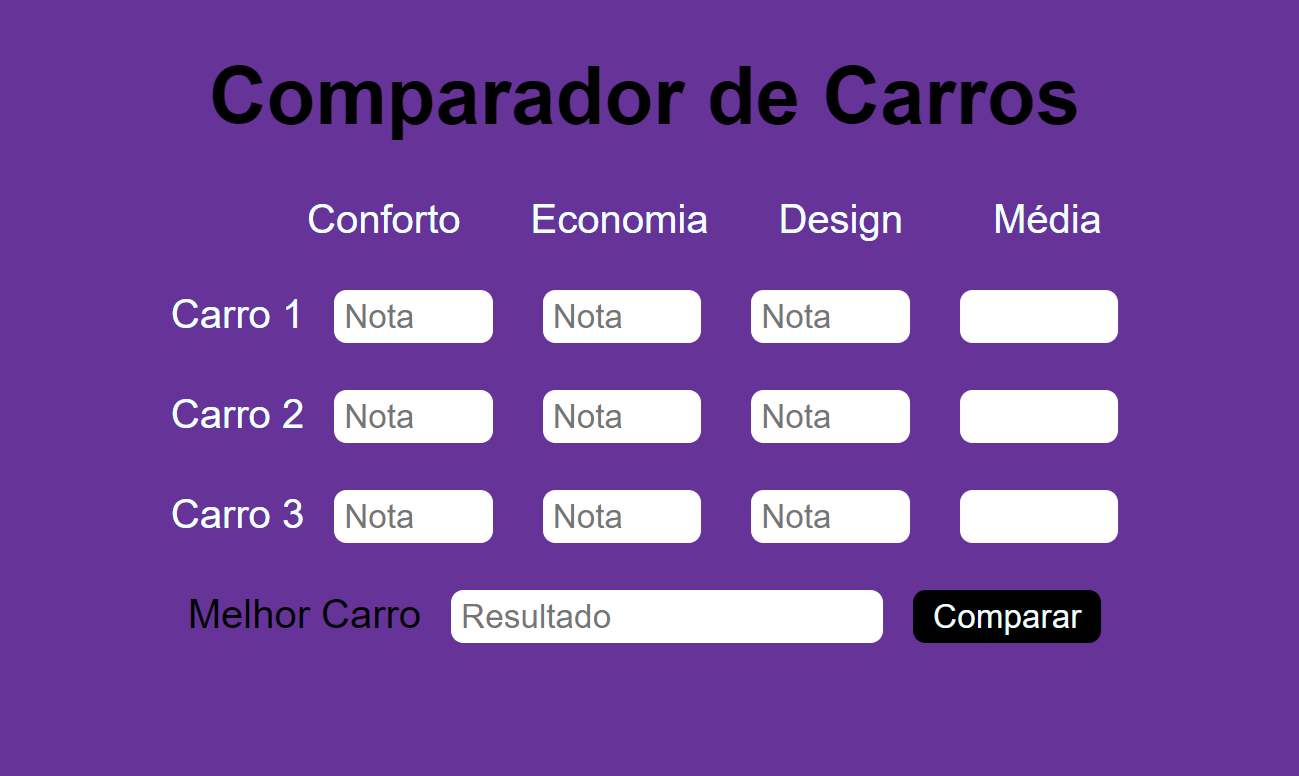 Comparador de Carros
Conforto Economia Design Média
Carro 1 Nota Nota Nota
Carro 2 Nota Nota Nota
Carro 3 Nota Nota Nota
Melhor Carro Resultado Comparar